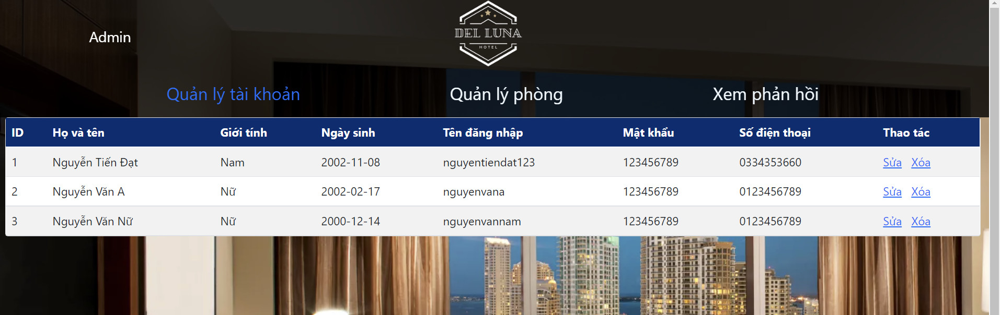 DEL LUNA
HOTEL
Admin
Quản lý tài khoản Quản lý phòng Xem phản hồi
ID Họ và tên Giới tính Ngày sinh Tên đăng nhập Mật khẩu Số điện thoại Thao tác
1 Nguyễn Tiến Đạt Nam 2002-11-08 nguyentiendat123 123456789 0334353660 Sửa Xóa
2 Nguyễn Văn A Nữ 2002-02-17 nguyenvana 123456789 0123456789 Sửa Xóa
3 Nguyễn Văn Nữ Nữ 2000-12-14 nguyenvannam 123456789 0123456789 Sửa Xóa